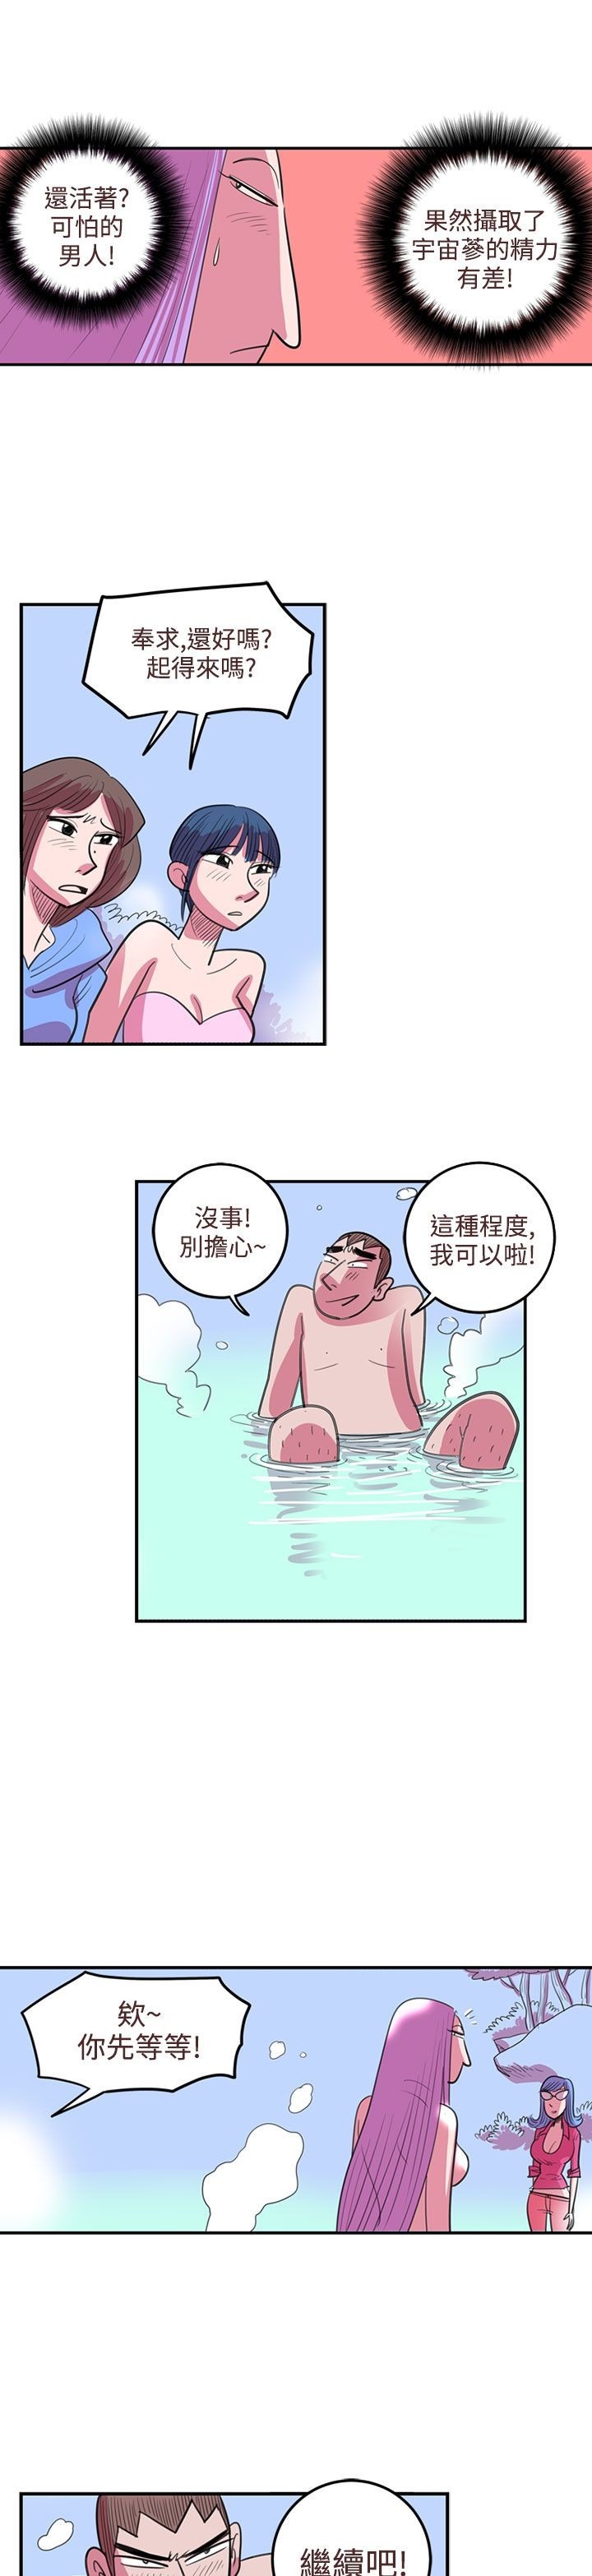 還活著?
可怕的
男人!
果然攝取了
宇宙蔘的精力
有差!
奉求,還好嗎?
起得來嗎?
沒事!
別擔心~
這種程度,
我可以啦!
欸~
你先等等!
繼續吧!